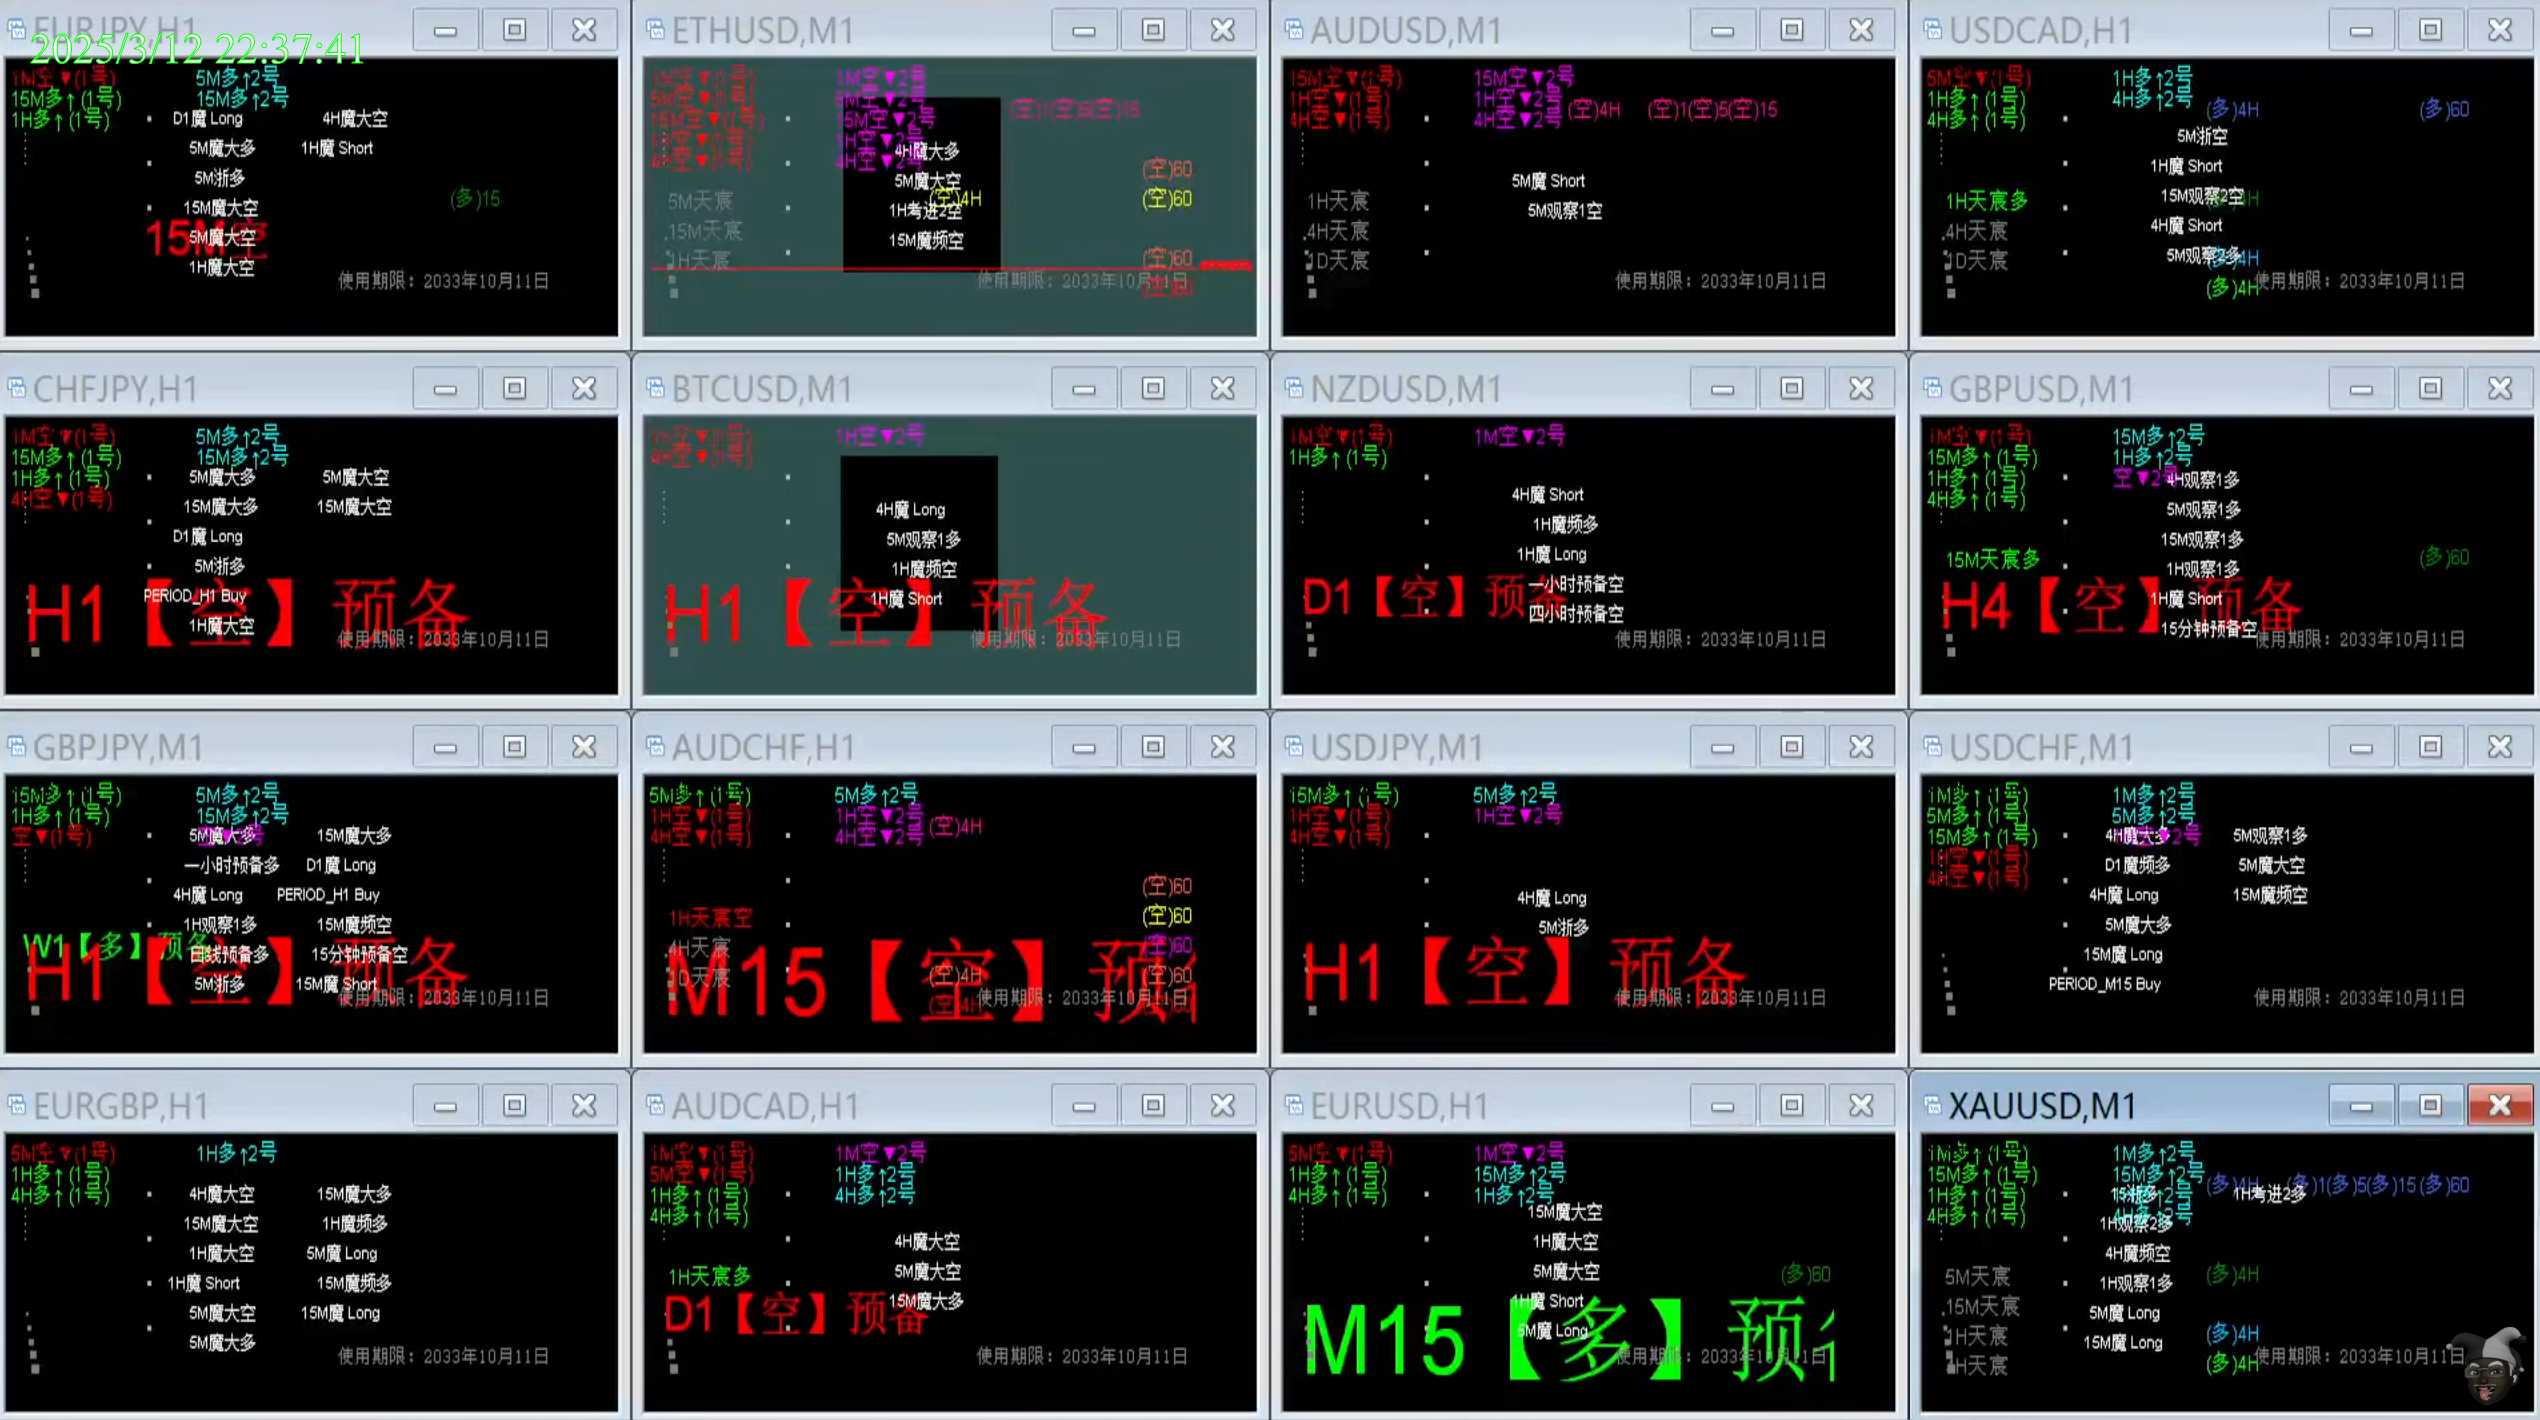 EURJPY,H1
2025/3/12 22:37:41
1M空▼(1号) 5M多↑2号
15M多↑(1号) 15M多↑2号
1H多↑(1号) D1魔 Long 4H魔大空
5M魔大多 1H魔 Short
5M浙多
(多)15
15M魔大空
15M空
5M魔大空
1H魔大空
使用期限：2033年10月11日
ETHUSD,M1
1M空▼(1号) 1M空▼2号
5M空▼(1号) 5M空▼2号 (空)1(空)5(空)15
15M空▼(1号) 15M空▼2号
1H空▼(1号) 1H空▼2号
4H空▼(1号) 4H空▼2号
4H魔大多
(空)60
5M魔大空
5M天宸 (空)4H (空)60
1H考进2空
15M天宸 15M魔频空
1H天宸 (空)60
使用期限：2033年10月11日
AUDUSD,M1
15M空▼(1号) 15M空▼2号
1H空▼(1号) 1H空▼2号 (空)4H (空)1(空)5(空)15
4H空▼(1号) 4H空▼2号
5M魔 Short
1H天宸 5M观察1空
4H天宸
1D天宸
使用期限：2033年10月11日
USDCAD,H1
5M空▼(1号) 1H多↑2号
1H多↑(1号) 4H多↑2号 (多)4H (多)60
4H多↑(1号)
5M浙空
1H魔 Short
1H天宸多 15M观察2空
4H天宸 4H魔 Short
1D天宸 5M观察2多 (多)4H
(多)4H 使用期限：2033年10月11日
CHFJPY,H1
1M空▼(1号) 5M多↑2号
15M多↑(1号) 15M多↑2号
1H多↑(1号) 5M魔大多 5M魔大空
4H空▼(1号) 15M魔大多 15M魔大空
D1魔 Long
5M浙多
PERIOD_H1 Buy
H1【空】预备
1H魔大空
使用期限：2033年10月11日
BTCUSD,M1
1H空▼(1号) 1H空▼2号
4H空▼(1号)
4H魔 Long
5M观察1多
1H魔频空
1H魔 Short
H1【空】预备
使用期限：2033年10月11日
NZDUSD,M1
1M空▼(1号) 1M空▼2号
1H多↑(1号)
4H魔 Short
1H魔频多
1H魔 Long
一小时预备空
D1【空】预备
四小时预备空
使用期限：2033年10月11日
GBPUSD,M1
1M空▼(1号) 15M多↑2号
15M多↑(1号) 1H多↑2号
1H多↑(1号) 空▼2号 4H观察1多
4H多↑(1号) 5M观察1多
15M观察1多
15M天宸多 1H观察1多 (多)60
1H魔 Short
H4【空】预备
15分钟预备空
使用期限：2033年10月11日
GBPJPY,M1
15M多↑(1号) 5M多↑2号
1H多↑(1号) 15M多↑2号
空▼(1号) 5M魔大多 15M魔大多
一小时预备多 D1魔 Long
4H魔 Long PERIOD_H1 Buy
1H观察1多 15M魔频空
W1【多】预备
日线预备多 15分钟预备空
H1【空】预备
5M浙多 15M魔 Short
使用期限：2033年10月11日
AUDCHF,H1
5M多↑(1号) 5M多↑2号
1H空▼(1号) 1H空▼2号 (空)4H
4H空▼(1号) 4H空▼2号
(空)60
1H天宸空 (空)60
4H天宸 (空)60
1D天宸 (空)4H (空)60
M15【空】预
(空)4H 使用期限：2033年10月11日
USDJPY,M1
15M多↑(1号) 5M多↑2号
1H空▼(1号) 1H空▼2号
4H空▼(1号)
4H魔 Long
5M浙多
H1【空】预备
使用期限：2033年10月11日
USDCHF,M1
1M多↑(1号) 1M多↑2号
5M多↑(1号) 5M多↑2号
15M多↑(1号) 4H魔大多 5M观察1多
1H空▼(1号) D1魔频多 5M魔大空
4H空▼(1号) 4H魔 Long 15M魔频空
5M魔大多
15M魔 Long
PERIOD_M15 Buy
使用期限：2033年10月11日
EURGBP,H1
5M空▼(1号) 1H多↑2号
1H多↑(1号)
4H多↑(1号) 4H魔大空 15M魔大多
15M魔大空 1H魔频多
1H魔大空 5M魔 Long
1H魔 Short 15M魔频多
5M魔大空 15M魔 Long
5M魔大多
使用期限：2033年10月11日
AUDCAD,H1
1M空▼(1号) 1M空▼2号
5M空▼(1号) 1H多↑2号
1H多↑(1号) 4H多↑2号
4H多↑(1号)
4H魔大空
1H天宸多 5M魔大空
15M魔大多
D1【空】预备
使用期限：2033年10月11日
EURUSD,H1
5M空▼(1号) 1M空▼2号
1H多↑(1号) 15M多↑2号
4H多↑(1号) 1H多↑2号
15M魔大空
1H魔大空
5M魔大空 (多)60
1H魔 Short
5M魔 Long
M15【多】预
使用期限：2033年10月11日
XAUUSD,M1
1M多↑(1号) 1M多↑2号
15M多↑(1号) 15M多↑2号 (多)4H (多)1(多)5(多)15(多)60
1H多↑(1号) 1H考进2多
4H多↑(1号) 1H观察2多
4H魔频空
5M天宸 1H观察1多 (多)4H
15M天宸 5M魔 Long
1H天宸 15M魔 Long (多)4H
4H天宸 (多)4H 使用期限：2033年10月11日